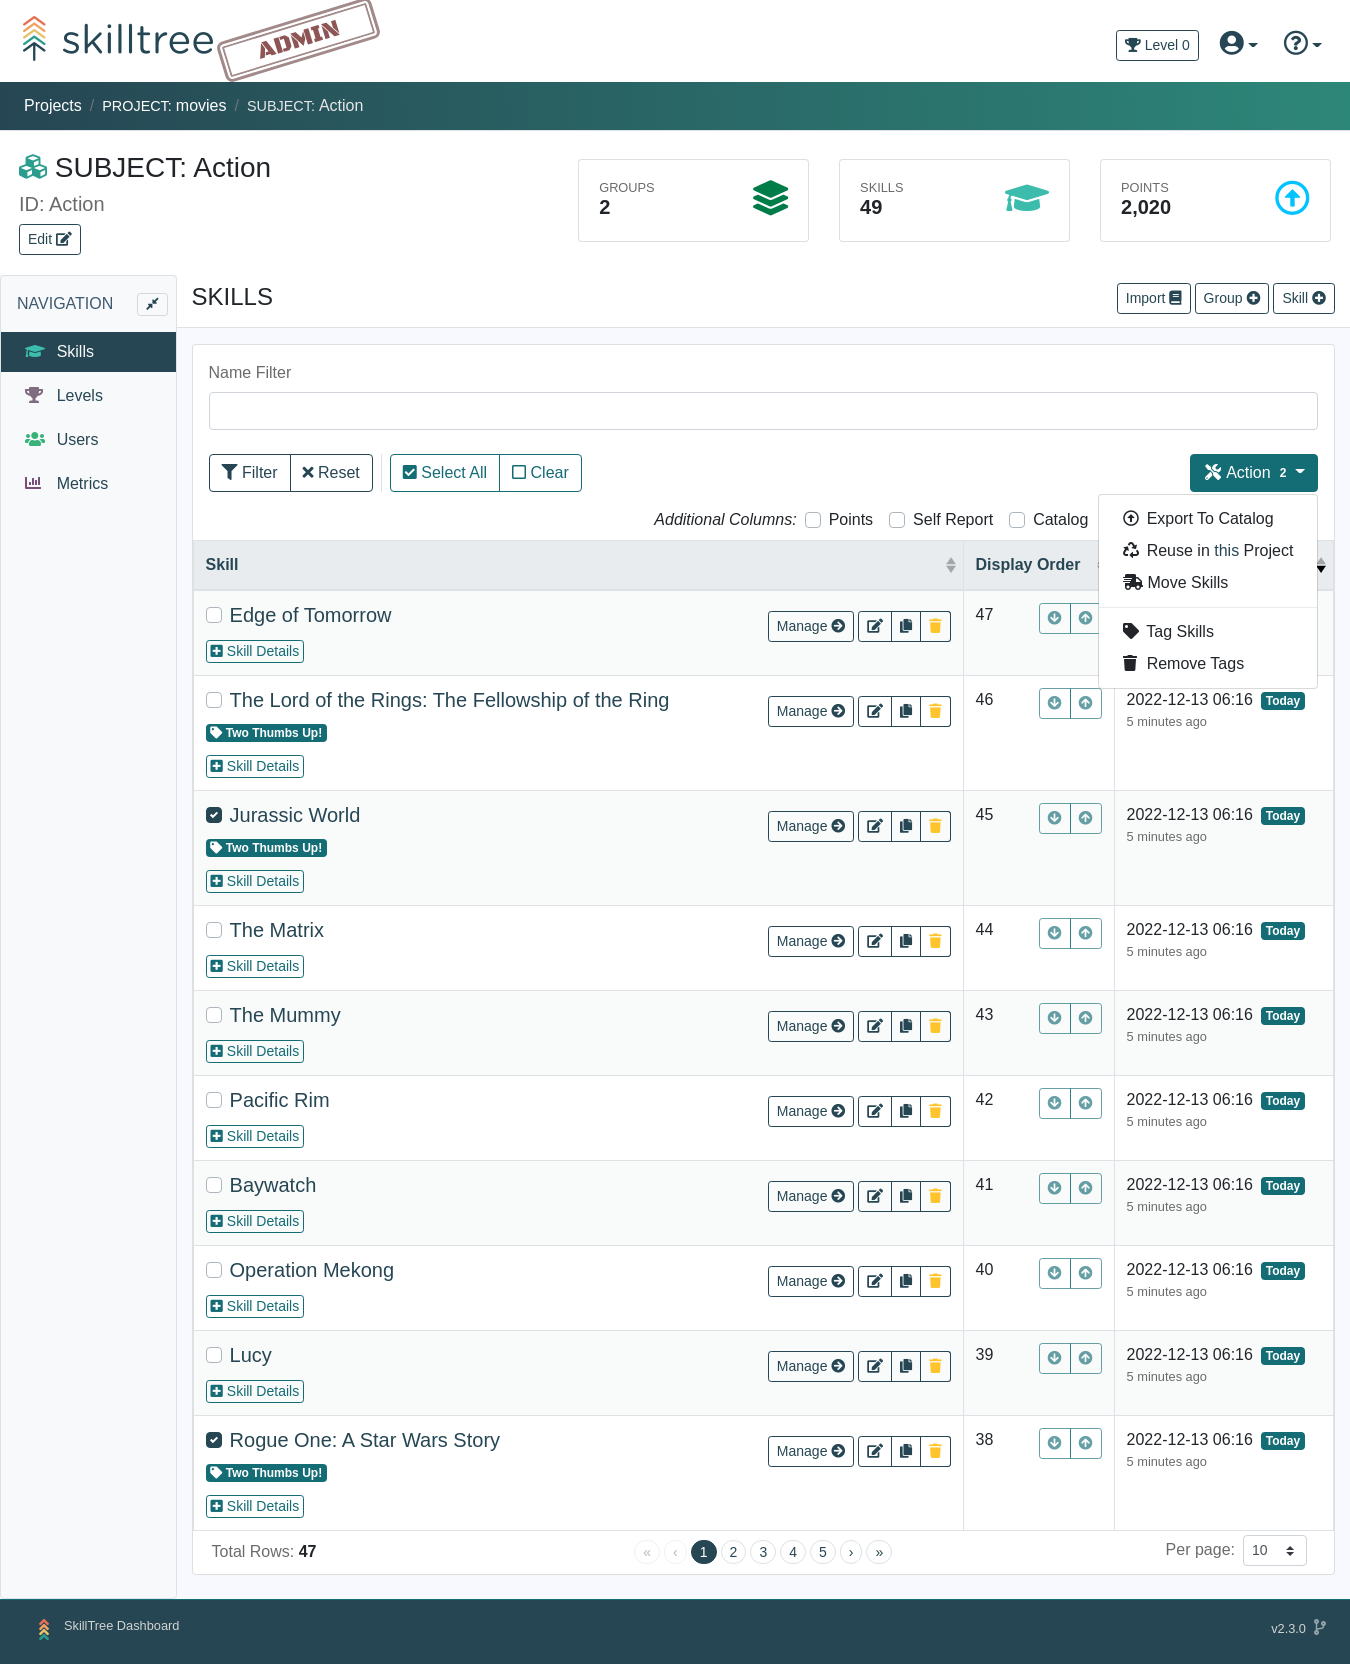 skilltree ADMIN
Level 0
Projects / PROJECT: movies / SUBJECT: Action
SUBJECT: Action
ID: Action
Edit
GROUPS
2
SKILLS
49
POINTS
2,020
NAVIGATION
Skills
Levels
Users
Metrics
SKILLS
Import
Group
Skill
Name Filter
Filter
Reset
Select All
Clear
Action 2
Additional Columns: Points Self Report Catalog
Export To Catalog
Reuse in this Project
Move Skills
Tag Skills
Remove Tags
Skill
Display Order
Edge of Tomorrow
Manage
47
Skill Details
The Lord of the Rings: The Fellowship of the Ring
Manage
46
2022-12-13 06:16 Today
5 minutes ago
Two Thumbs Up!
Skill Details
Jurassic World
Manage
45
2022-12-13 06:16 Today
5 minutes ago
Two Thumbs Up!
Skill Details
The Matrix
Manage
44
2022-12-13 06:16 Today
5 minutes ago
Skill Details
The Mummy
Manage
43
2022-12-13 06:16 Today
5 minutes ago
Skill Details
Pacific Rim
Manage
42
2022-12-13 06:16 Today
5 minutes ago
Skill Details
Baywatch
Manage
41
2022-12-13 06:16 Today
5 minutes ago
Skill Details
Operation Mekong
Manage
40
2022-12-13 06:16 Today
5 minutes ago
Skill Details
Lucy
Manage
39
2022-12-13 06:16 Today
5 minutes ago
Skill Details
Rogue One: A Star Wars Story
Manage
38
2022-12-13 06:16 Today
5 minutes ago
Two Thumbs Up!
Skill Details
Total Rows: 47
« ‹ 1 2 3 4 5 › »
Per page: 10
SkillTree Dashboard
v2.3.0